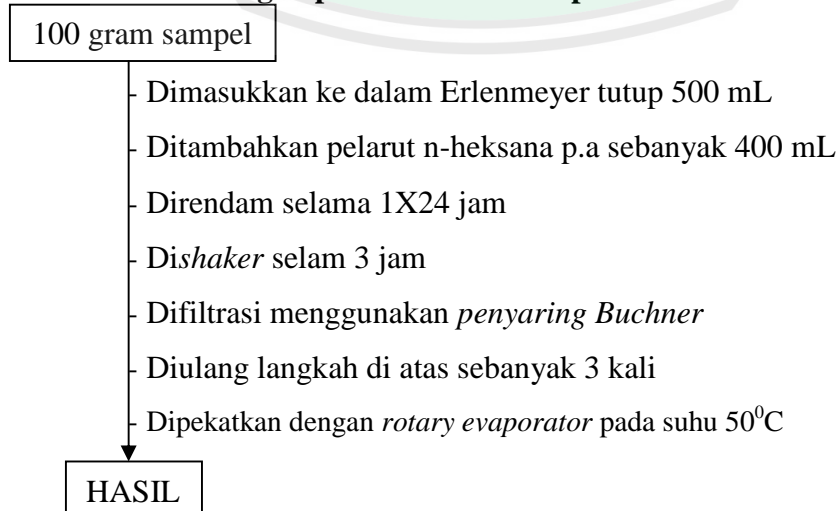 100 gram sampel
- Dimasukkan ke dalam Erlenmeyer tutup 500 mL
- Ditambahkan pelarut n-heksana p.a sebanyak 400 mL
- Direndam selama 1X24 jam
- Dishaker selam 3 jam
- Difiltrasi menggunakan penyaring Buchner
- Diulang langkah di atas sebanyak 3 kali
- Dipekatkan dengan rotary evaporator pada suhu 50⁰C
HASIL